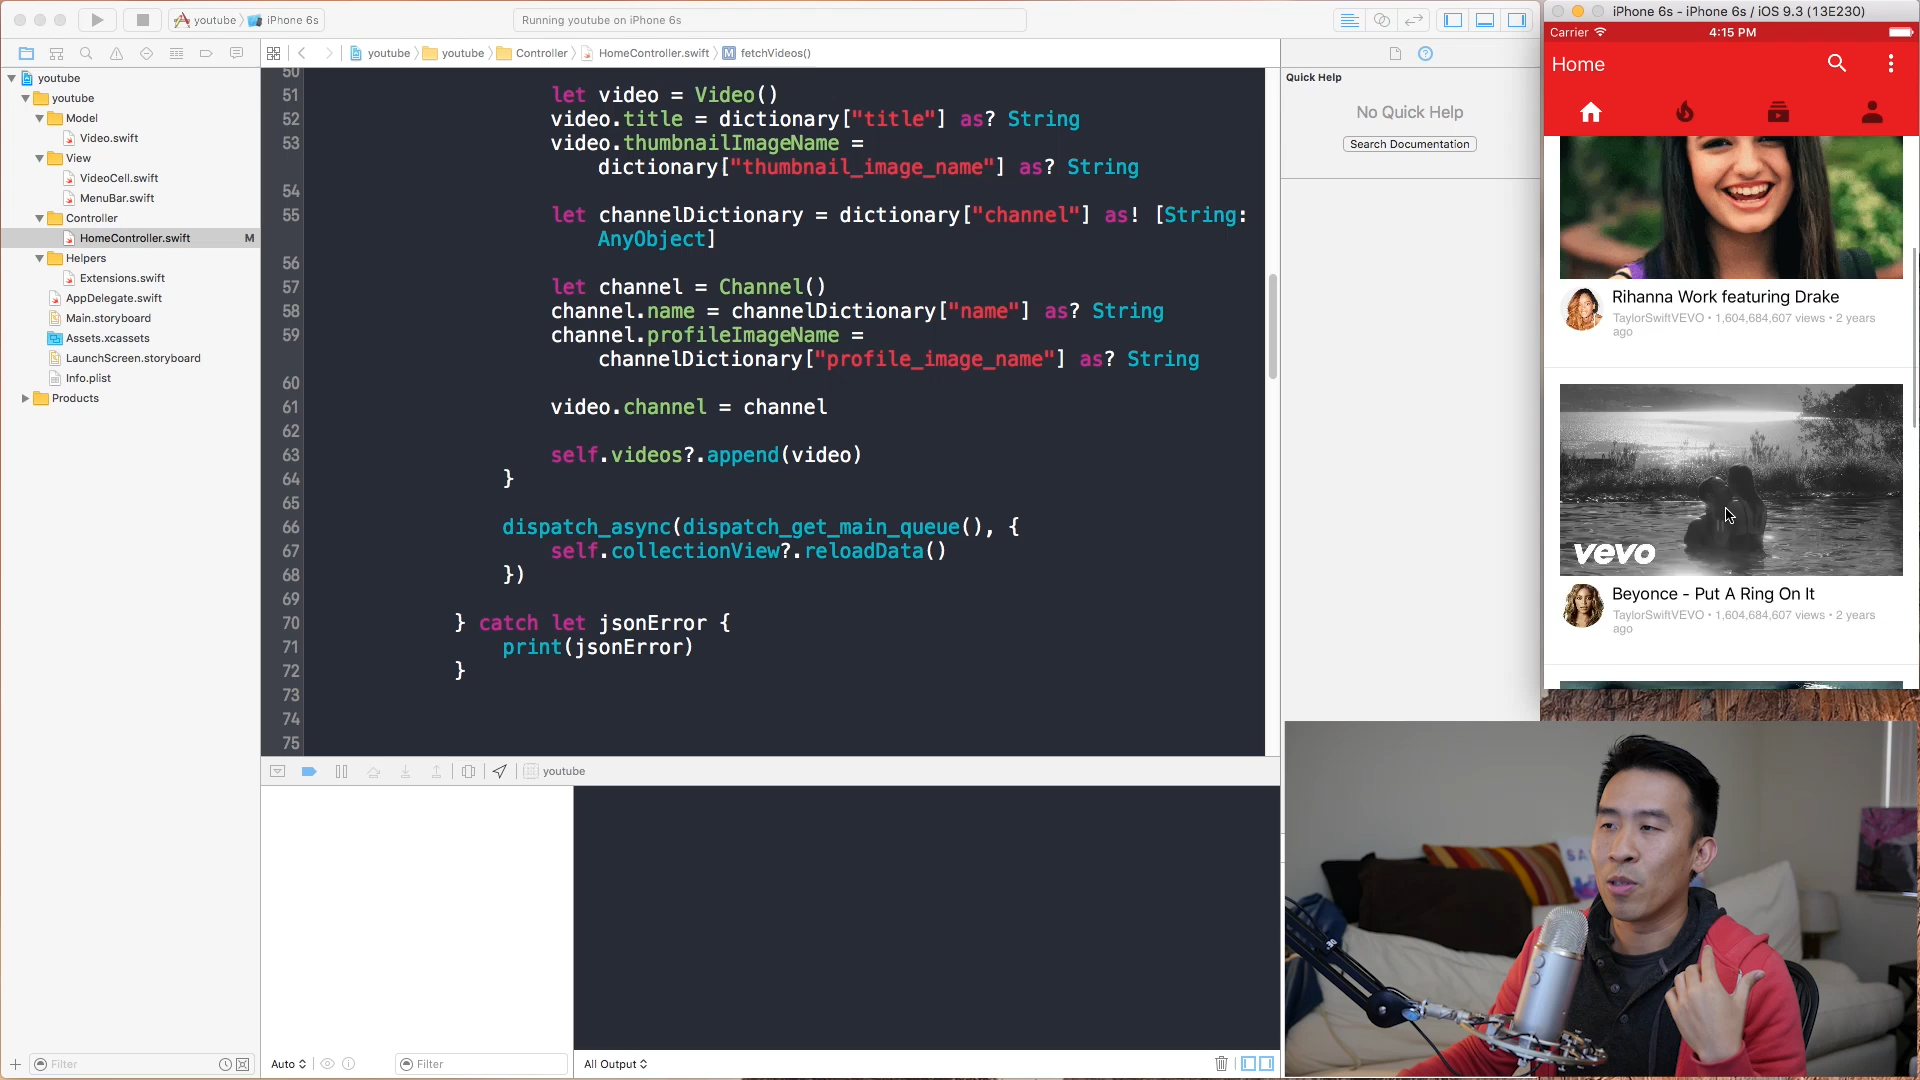 youtube
iPhone 6s
Running youtube on iPhone 6s
iPhone 6s - iPhone 6s / iOS 9.3 (13E230)
youtube
youtube
Controller
HomeController.swift
M fetchVideos()
youtube
youtube
Model
Video.swift
View
VideoCell.swift
MenuBar.swift
Controller
HomeController.swift M
Helpers
Extensions.swift
AppDelegate.swift
Main.storyboard
Assets.xcassets
LaunchScreen.storyboard
Info.plist
Products
50
51 let video = Video()
52 video.title = dictionary["title"] as? String
53 video.thumbnailImageName =
dictionary["thumbnail_image_name"] as? String
54
55 let channelDictionary = dictionary["channel"] as! [String:
AnyObject]
56
57 let channel = Channel()
58 channel.name = channelDictionary["name"] as? String
59 channel.profileImageName =
channelDictionary["profile_image_name"] as? String
60
61 video.channel = channel
62
63 self.videos?.append(video)
64 }
65
66 dispatch_async(dispatch_get_main_queue(), {
67 self.collectionView?.reloadData()
68 })
69
70 } catch let jsonError {
71 print(jsonError)
72 }
73
74
75
Quick Help
No Quick Help
Search Documentation
Carrier
4:15 PM
Home
Rihanna Work featuring Drake
TaylorSwiftVEVO • 1,604,684,607 views • 2 years
ago
vevo
Beyonce - Put A Ring On It
TaylorSwiftVEVO • 1,604,684,607 views • 2 years
ago
youtube
Filter
Auto
Filter
All Output